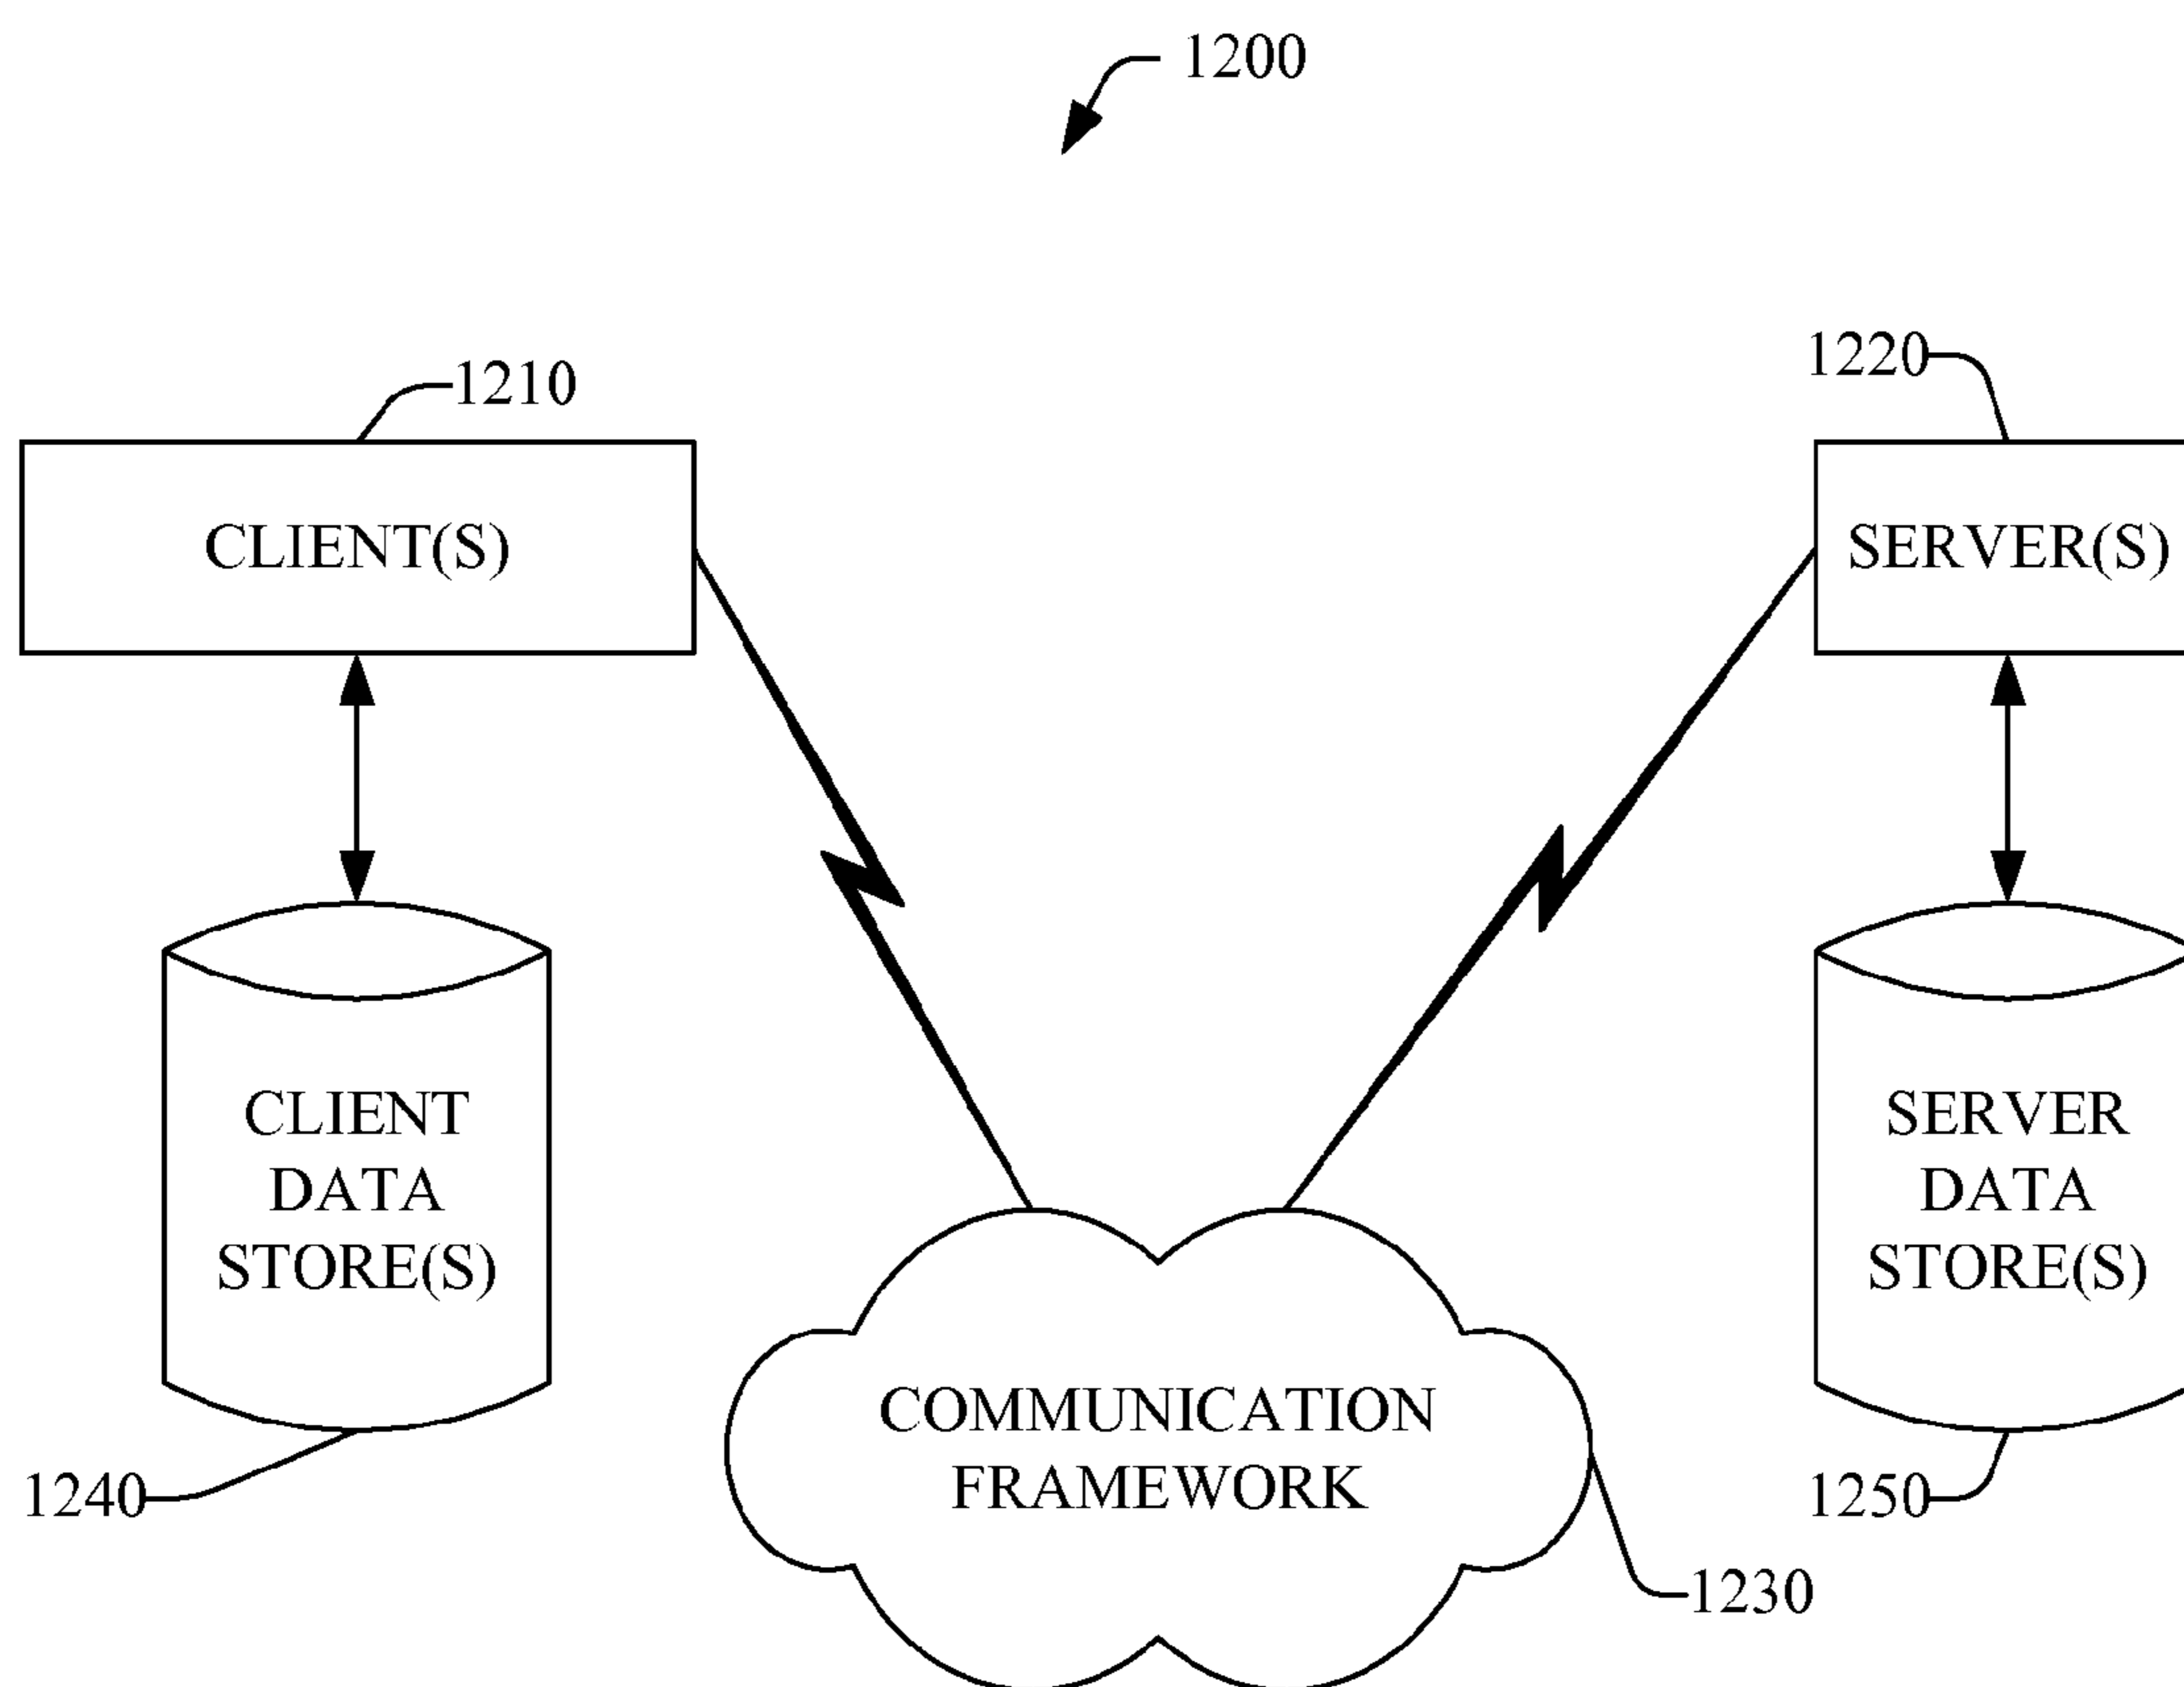 1200
1210
1220
CLIENT(S)
SERVER(S)
CLIENT
DATA
STORE(S)
SERVER
DATA
STORE(S)
COMMUNICATION
FRAMEWORK
1240
1250
1230